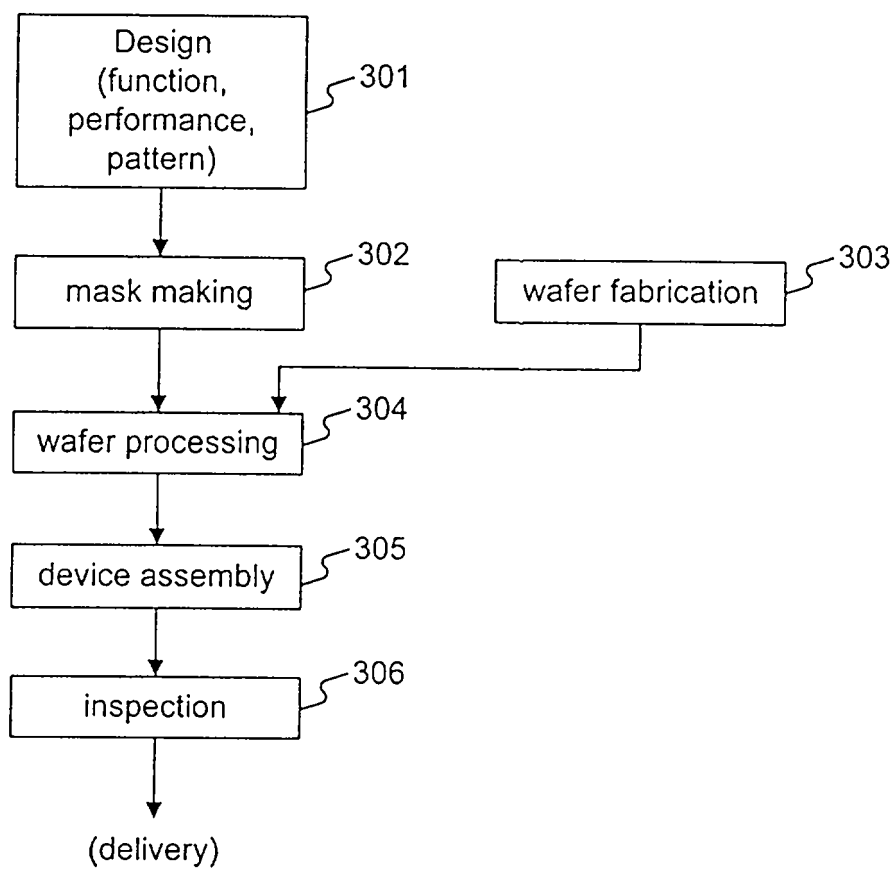 Design
(function,
performance,
pattern)
301
mask making
302
wafer fabrication
303
wafer processing
304
device assembly
305
inspection
306
(delivery)